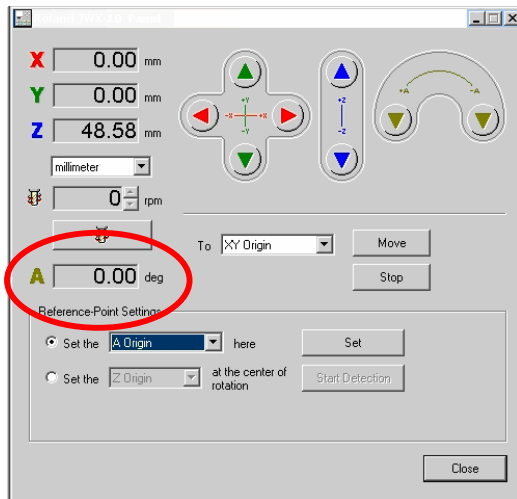 X 0.00 mm
Y 0.00 mm
Z 48.58 mm
millimeter
0 rpm
A 0.00 deg
+Y
-X +X
-Y
+Z
-Z
+A -A
To XY Origin Move
Stop
Reference-Point Settings
Set the A Origin here Set
Set the Z Origin at the center of
rotation
Start Detection
Close